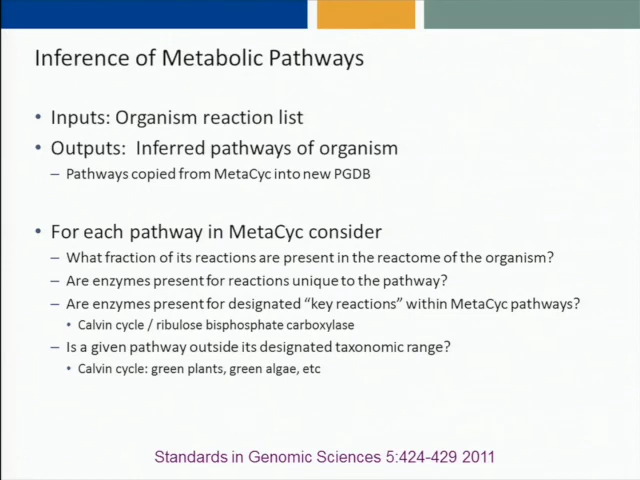 Inference of Metabolic Pathways
• Inputs: Organism reaction list
• Outputs: Inferred pathways of organism
– Pathways copied from MetaCyc into new PGDB
• For each pathway in MetaCyc consider
– What fraction of its reactions are present in the reactome of the organism?
– Are enzymes present for reactions unique to the pathway?
– Are enzymes present for designated “key reactions” within MetaCyc pathways?
• Calvin cycle / ribulose bisphosphate carboxylase
– Is a given pathway outside its designated taxonomic range?
• Calvin cycle: green plants, green algae, etc
Standards in Genomic Sciences 5:424-429 2011